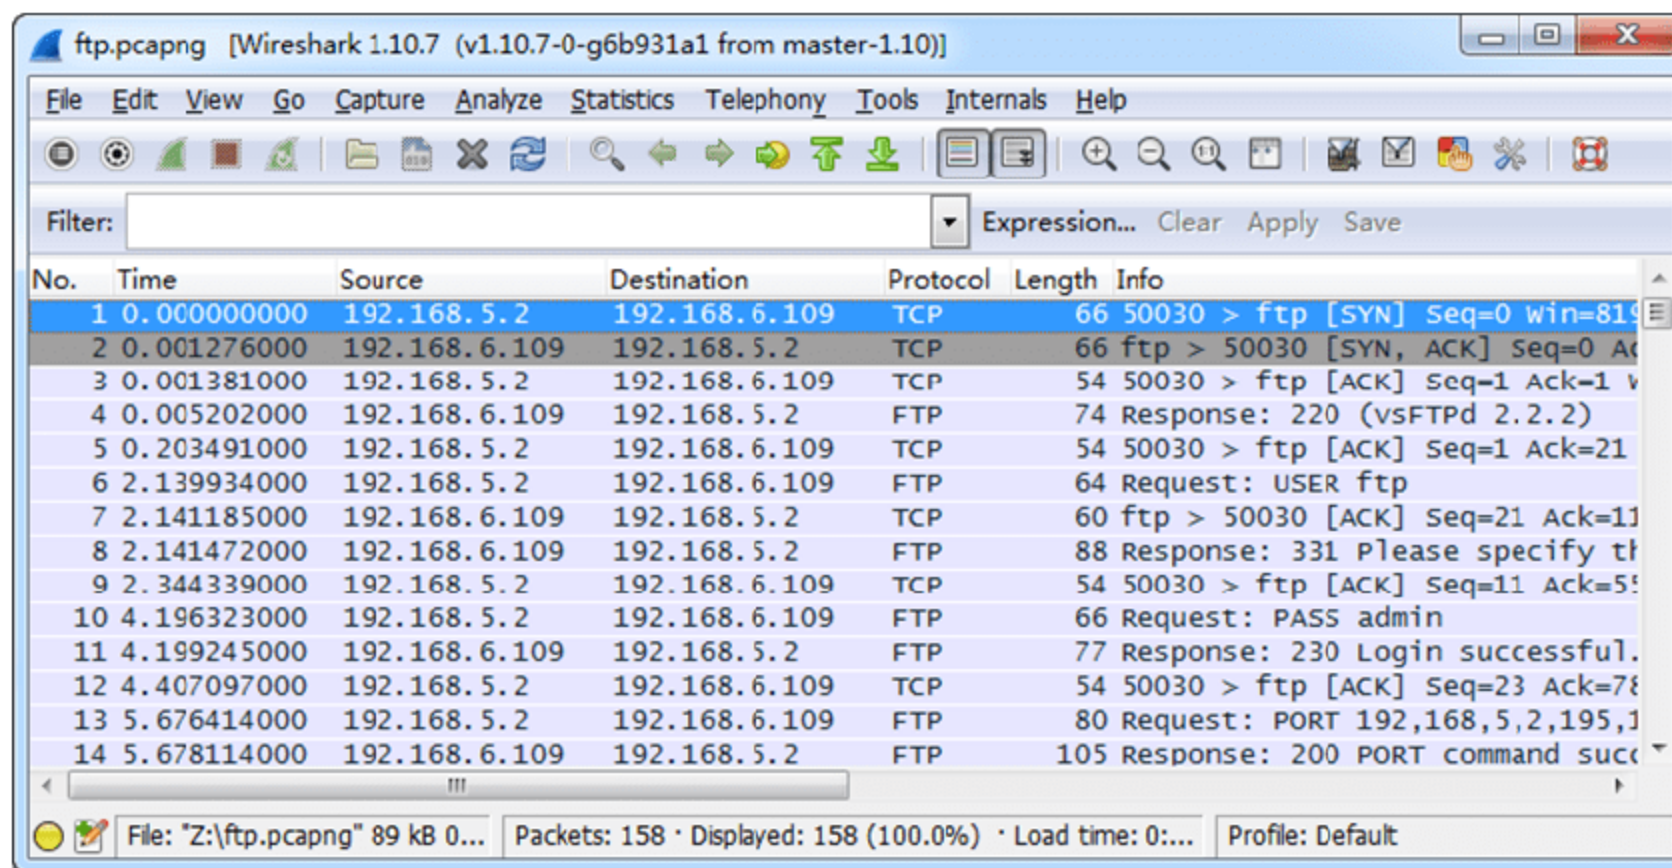 ftp.pcapng [Wireshark 1.10.7 (v1.10.7-0-g6b931a1 from master-1.10)]
File Edit View Go Capture Analyze Statistics Telephony Tools Internals Help
Filter: Expression... Clear Apply Save
No. Time Source Destination Protocol Length Info
1 0.000000000 192.168.5.2 192.168.6.109 TCP 66 50030 > ftp [SYN] Seq=0 Win=819
2 0.001276000 192.168.6.109 192.168.5.2 TCP 66 ftp > 50030 [SYN, ACK] Seq=0 Ac
3 0.001381000 192.168.5.2 192.168.6.109 TCP 54 50030 > ftp [ACK] Seq=1 Ack=1
4 0.005202000 192.168.6.109 192.168.5.2 FTP 74 Response: 220 (vsFTPd 2.2.2)
5 0.203491000 192.168.5.2 192.168.6.109 TCP 54 50030 > ftp [ACK] Seq=1 Ack=21
6 2.139934000 192.168.5.2 192.168.6.109 FTP 64 Request: USER ftp
7 2.141185000 192.168.6.109 192.168.5.2 TCP 60 ftp > 50030 [ACK] Seq=21 Ack=11
8 2.141472000 192.168.6.109 192.168.5.2 FTP 88 Response: 331 Please specify th
9 2.344339000 192.168.5.2 192.168.6.109 TCP 54 50030 > ftp [ACK] Seq=11 Ack=55
10 4.196323000 192.168.5.2 192.168.6.109 FTP 66 Request: PASS admin
11 4.199245000 192.168.6.109 192.168.5.2 FTP 77 Response: 230 Login successful.
12 4.407097000 192.168.5.2 192.168.6.109 TCP 54 50030 > ftp [ACK] Seq=23 Ack=78
13 5.676414000 192.168.5.2 192.168.6.109 FTP 80 Request: PORT 192,168,5,2,195,1
14 5.678114000 192.168.6.109 192.168.5.2 FTP 105 Response: 200 PORT command succ
File: "Z:\ftp.pcapng" 89 kB 0... Packets: 158 · Displayed: 158 (100.0%) · Load time: 0:... Profile: Default